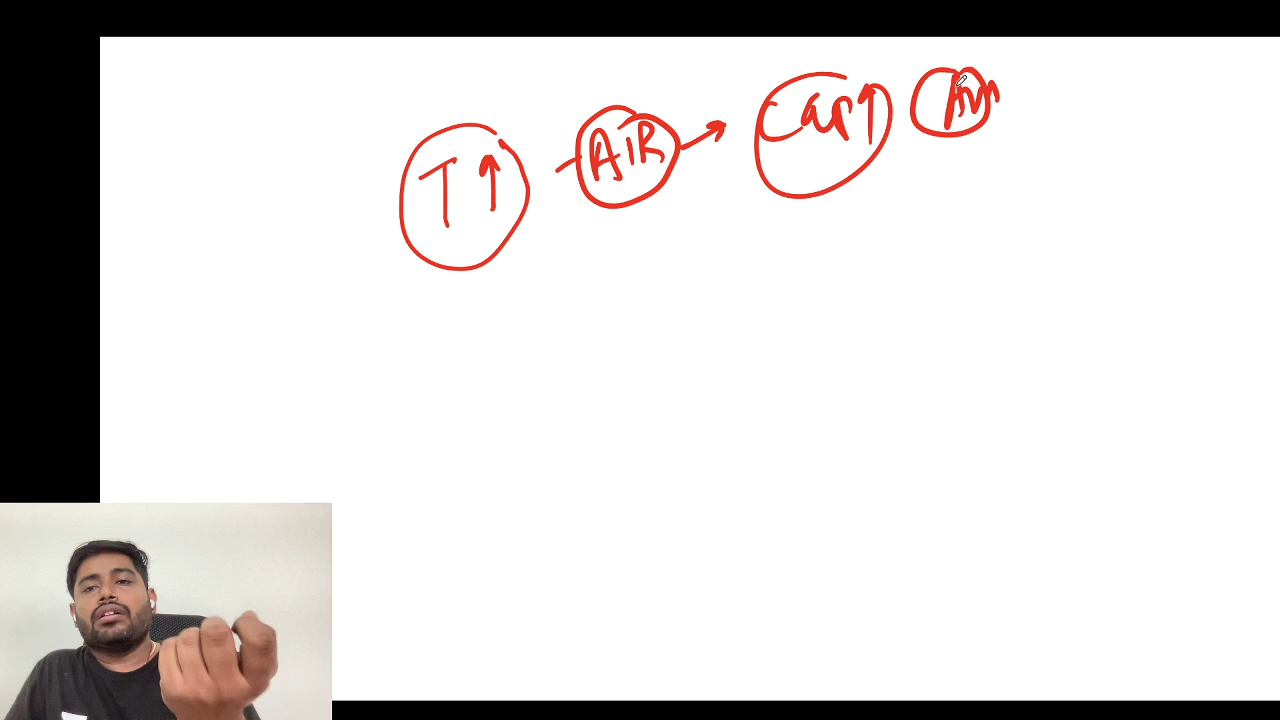 T↑ - AIR → Cap↑